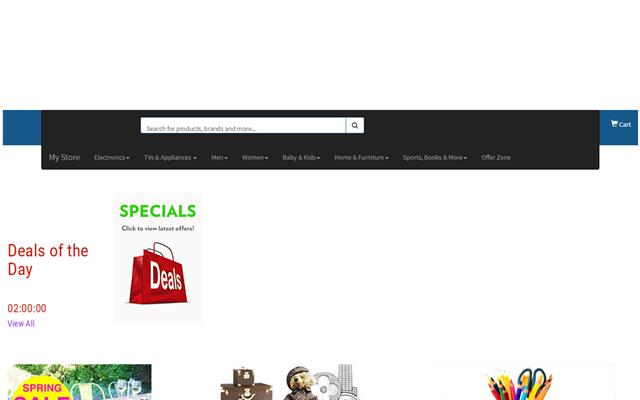 Search for products, brands and more...
Cart
My Store
Electronics
TVs & Appliances
Men
Women
Baby & Kids
Home & Furniture
Sports, Books & More
Offer Zone
SPECIALS
Click to view latest offers!
Deals
Deals of the
Day
02:00:00
View All
SPRING
SALE